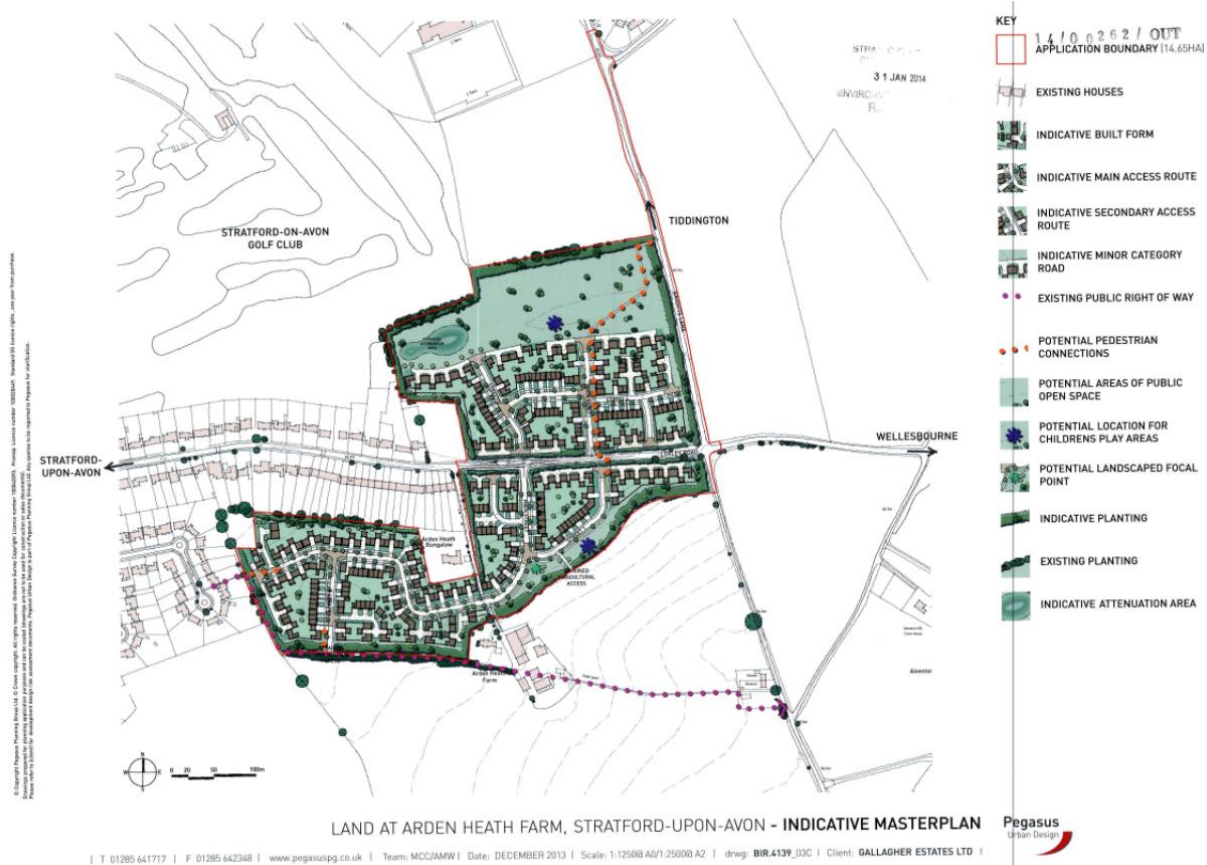 KEY
14/00262/ OUT
APPLICATION BOUNDARY (14.65HA)
31 JAN 2014
EXISTING HOUSES
INDICATIVE BUILT FORM
INDICATIVE MAIN ACCESS ROUTE
INDICATIVE SECONDARY ACCESS
ROUTE
INDICATIVE MINOR CATEGORY
ROAD
EXISTING PUBLIC RIGHT OF WAY
POTENTIAL PEDESTRIAN
CONNECTIONS
POTENTIAL AREAS OF PUBLIC
OPEN SPACE
POTENTIAL LOCATION FOR
CHILDRENS PLAY AREAS
POTENTIAL LANDSCAPED FOCAL
POINT
INDICATIVE PLANTING
EXISTING PLANTING
INDICATIVE ATTENUATION AREA
TIDDINGTON
STRATFORD-ON-AVON
GOLF CLUB
WELLESBOURNE
STRATFORD-
UPON-AVON
Arden Heath
Bungalow
ACCESS
Arden Heath
Farm
N
W
E
S
0 20 50 100m
LAND AT ARDEN HEATH FARM, STRATFORD-UPON-AVON - INDICATIVE MASTERPLAN
Pegasus
Urban Design
| T 01285 641717 | F 01285 642348 | www.pegasuspg.co.uk | Team: MCC/AMW | Date: DECEMBER 2013 | Scale: 1:1250@ A0/1:2500@ A2 | drwg: BIR.4139_03C | Client: GALLAGHER ESTATES LTD |